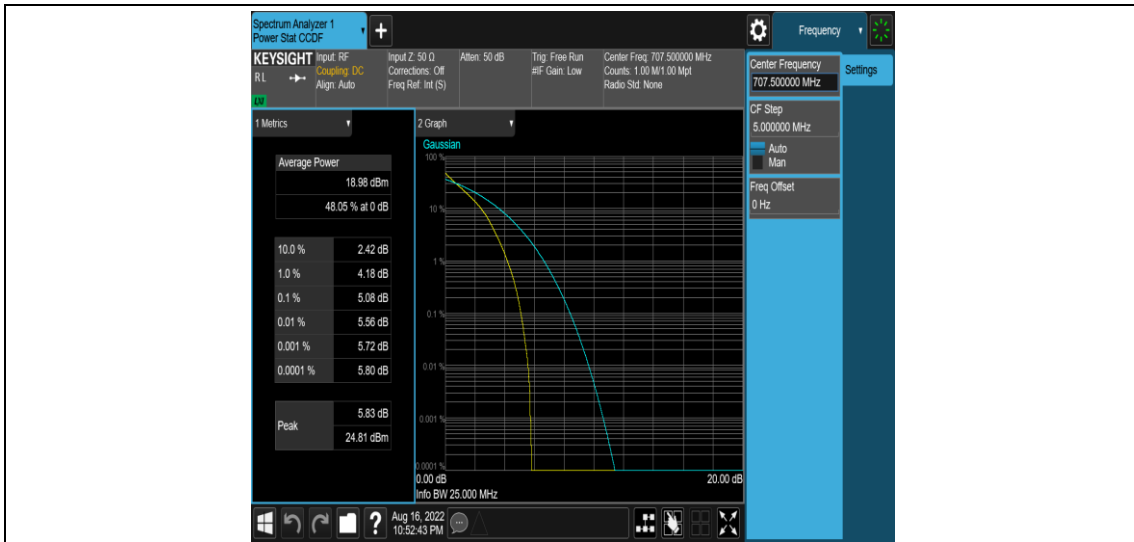 Spectrum Analyzer 1
Power Stat CCDF
+
Frequency
KEYSIGHT
RL
Input: RF
Coupling: DC
Align: Auto
Input Z: 50 Ω
Corrections: Off
Freq Ref: Int (S)
Atten: 50 dB
Trig: Free Run
#IF Gain: Low
Center Freq: 707.500000 MHz
Counts: 1.00 M/1.00 Mpt
Radio Std: None
Center Frequency
707.500000 MHz
Settings
CF Step
5.000000 MHz
Auto
Man
Freq Offset
0 Hz
1 Metrics
Average Power
18.98 dBm
48.05 % at 0 dB
10.0 % 2.42 dB
1.0 % 4.18 dB
0.1 % 5.08 dB
0.01 % 5.56 dB
0.001 % 5.72 dB
0.0001 % 5.80 dB
Peak
5.83 dB
24.81 dBm
2 Graph
Gaussian
100 %
10 %
1 %
0.1 %
0.01 %
0.001 %
0.0001 %
0.00 dB 20.00 dB
Info BW 25.000 MHz
?
Aug 16, 2022
10:52:43 PM